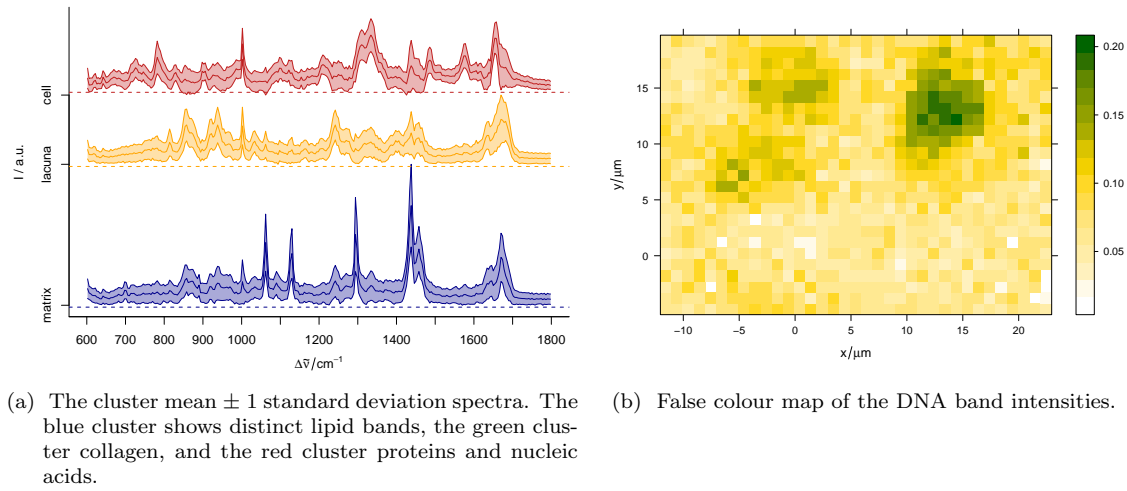 I / a.u.
cell
lacuna
matrix
600 700 800 1000 1200 1400 1600 1800
Δν̃/cm⁻¹
y/µm
15
10
5
0
-10 -5 0 5 10 15 20
x/µm
0.20
0.15
0.10
0.05
(a) The cluster mean ± 1 standard deviation spectra. The
blue cluster shows distinct lipid bands, the green clus-
ter collagen, and the red cluster proteins and nucleic
acids.
(b) False colour map of the DNA band intensities.